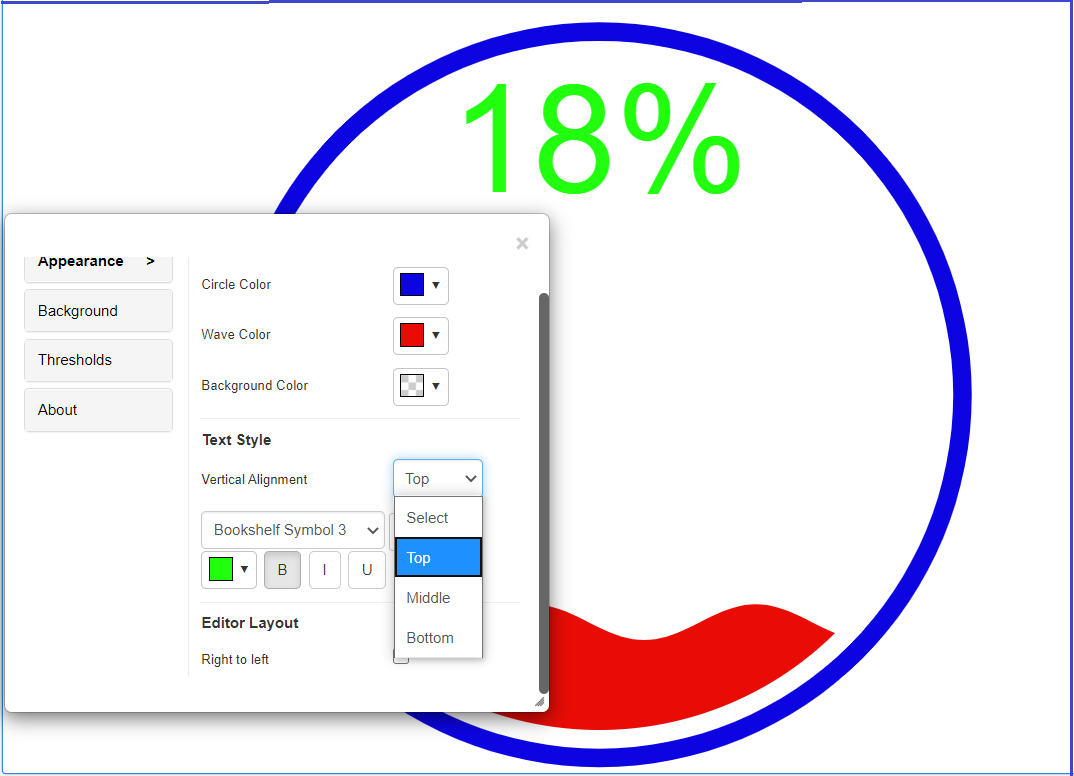 18%
×
Appearance >
Background
Thresholds
About
Circle Color
Wave Color
Background Color
Text Style
Vertical Alignment
Top
Select
Top
Middle
Bottom
Bookshelf Symbol 3
B I U
Editor Layout
Right to left